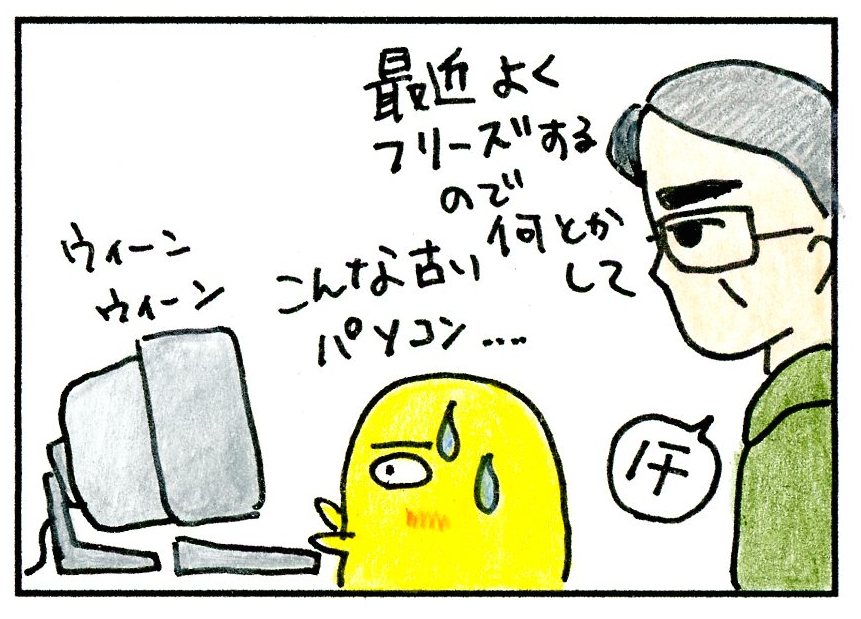 最近よく
フリーズする
ので
何とか
して
こんな古い
パソコン....
ウィーン
ウィーン